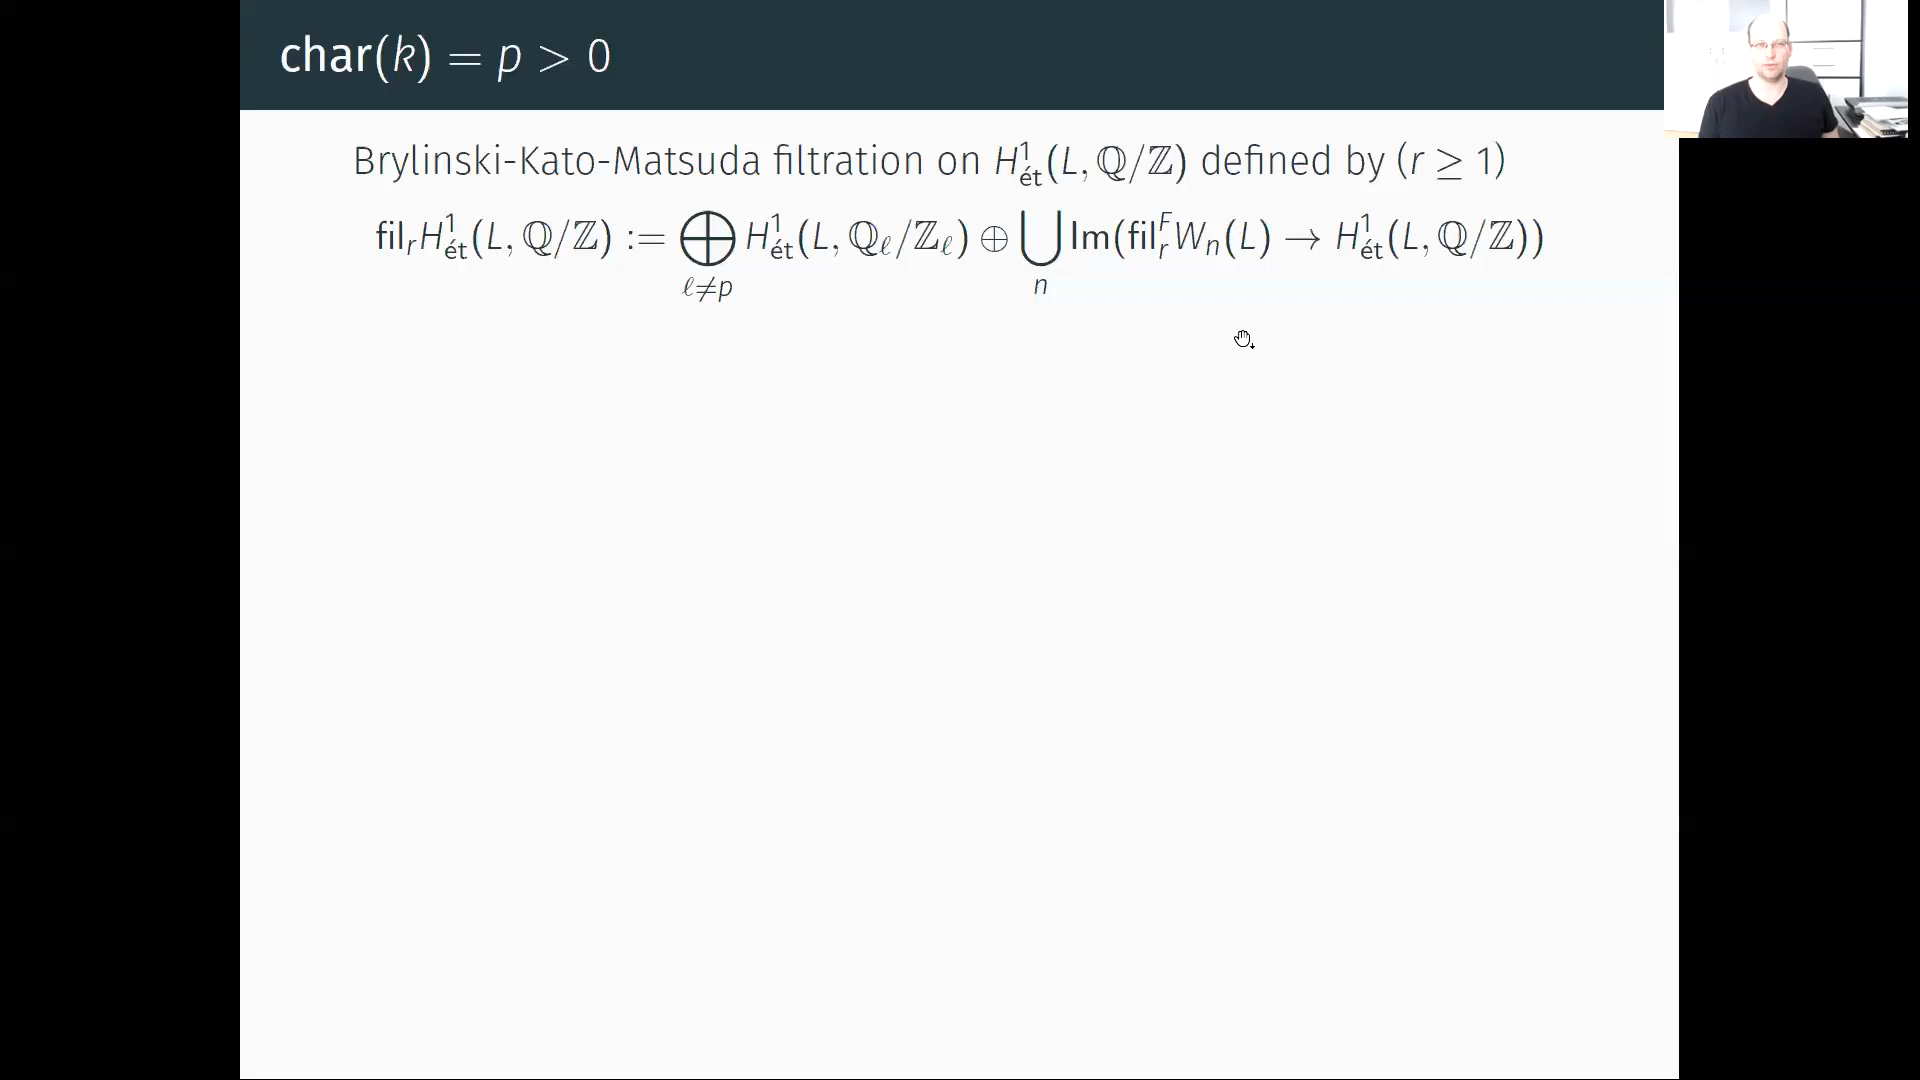 char(k) = p > 0
Brylinski-Kato-Matsuda filtration on H¹ₑ́ₜ(L, ℚ/ℤ) defined by (r ≥ 1)
fil_r H^1_ét(L, ℚ/ℤ) := ⨁_{ℓ≠p} H^1_ét(L, ℚ_ℓ/ℤ_ℓ) ⊕ ⋃_n Im(fil^F_r W_n(L) → H^1_ét(L, ℚ/ℤ))